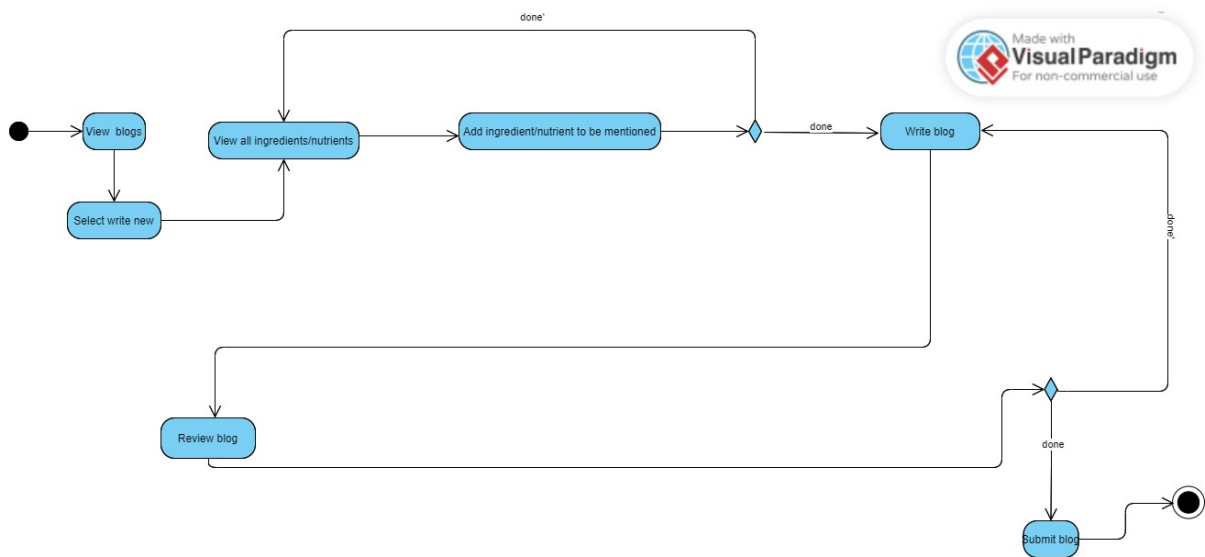 done'
Made with
Visual Paradigm
For non-commercial use
View blogs
View all ingredients/nutrients
Add ingredient/nutrient to be mentioned
done
Write blog
Select write new
done'
Review blog
done
Submit blog